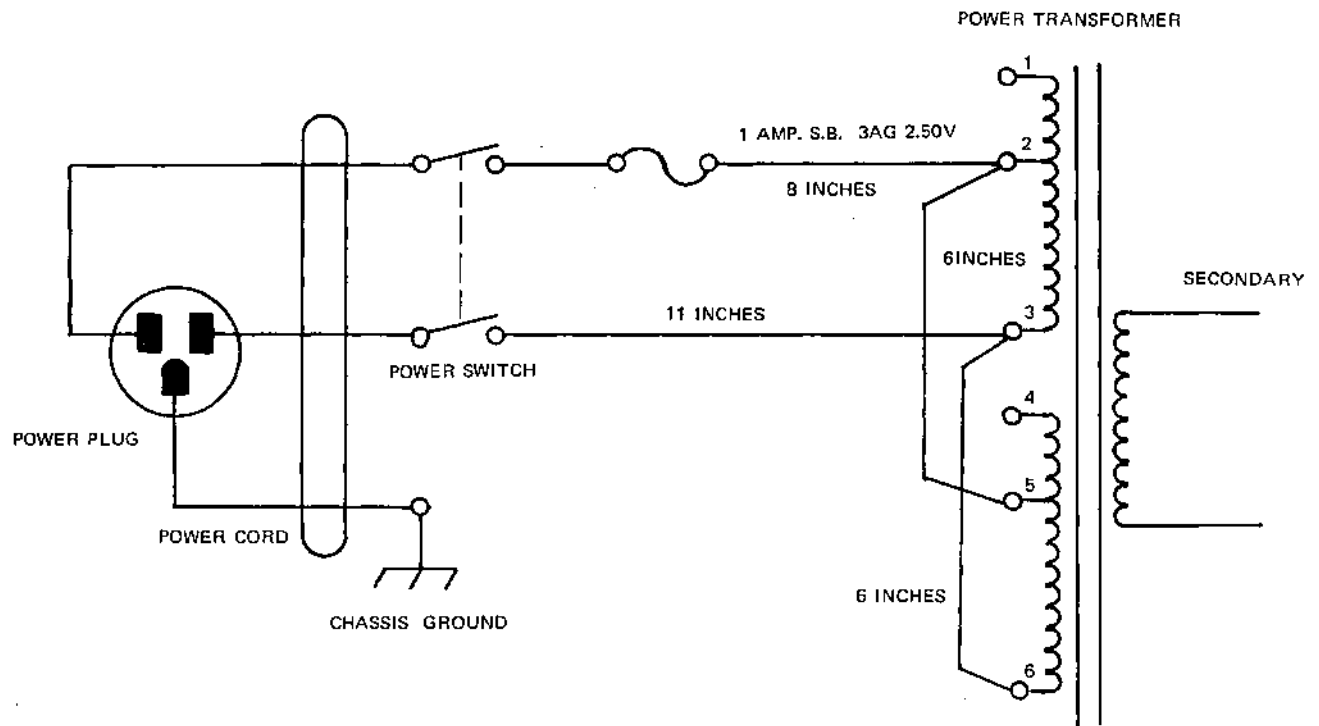 POWER TRANSFORMER
1
1 AMP. S.B. 3AG 2.50V
2
8 INCHES
6INCHES
SECONDARY
11 INCHES
3
POWER SWITCH
4
POWER PLUG
5
POWER CORD
6 INCHES
CHASSIS GROUND
6